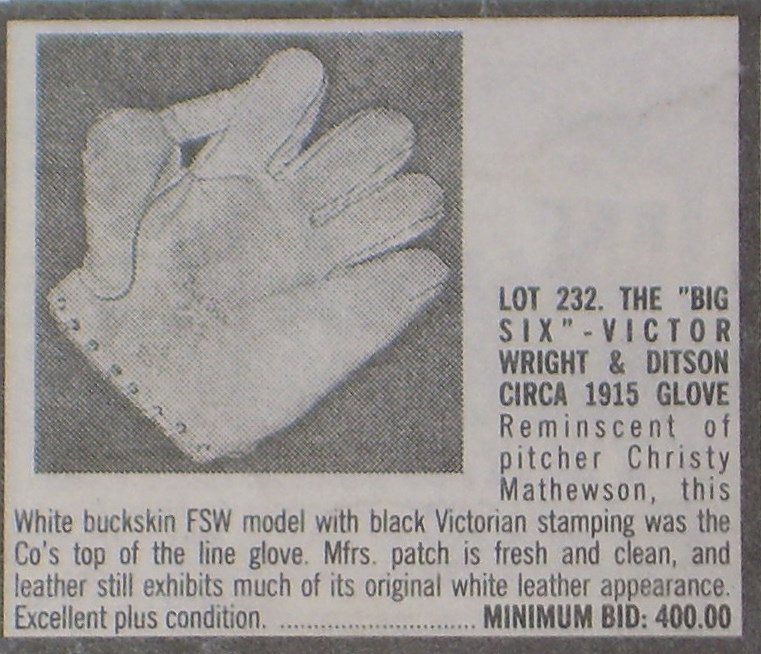 LOT 232. THE "BIG
SIX"-VICTOR
WRIGHT & DITSON
CIRCA 1915 GLOVE
Reminscent of
pitcher Christy
Mathewson, this
White buckskin FSW model with black Victorian stamping was the
Co's top of the line glove. Mfrs. patch is fresh and clean, and
leather still exhibits much of its original white leather appearance.
Excellent plus condition. ............................. MINIMUM BID: 400.00